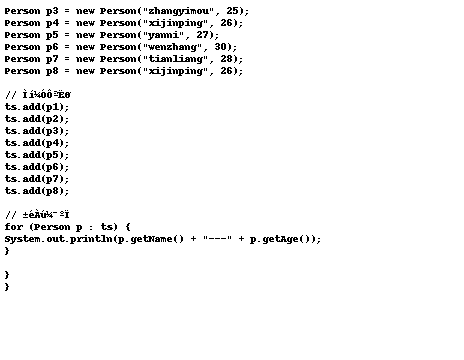 Person p3 = new Person("zhangyimou", 25);
Person p4 = new Person("xijinping", 26);
Person p5 = new Person("yanni", 27);
Person p6 = new Person("wenzhang", 30);
Person p7 = new Person("tianliang", 28);
Person p8 = new Person("xijinping", 26);
//
ts.add(p1);
ts.add(p2);
ts.add(p3);
ts.add(p4);
ts.add(p5);
ts.add(p6);
ts.add(p7);
ts.add(p8);
// ±éÀú¼¯ºÏ
for (Person p : ts) {
System.out.println(p.getName() + "---" + p.getAge());
}
}
}